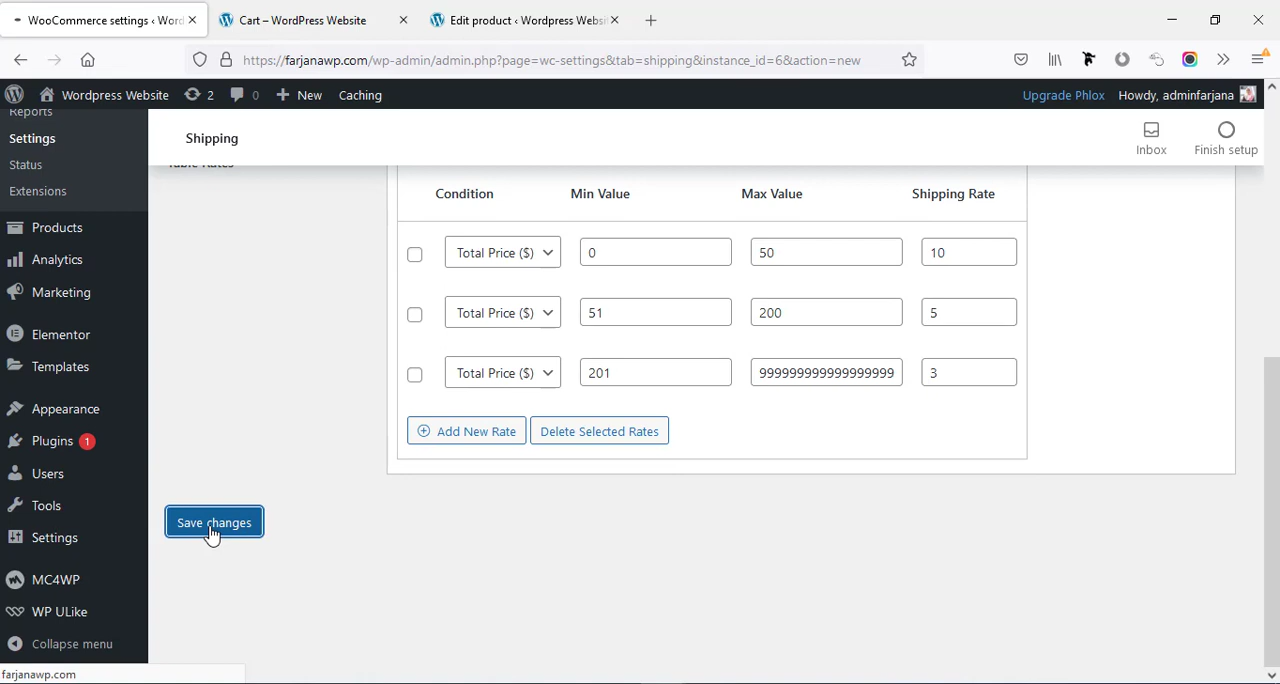 WooCommerce settings ‹ Word
Cart – WordPress Website
Edit product ‹ Wordpress Websi
https://farjanawp.com/wp-admin/admin.php?page=wc-settings&tab=shipping&instance_id=6&action=new
Wordpress Website
2
0
New
Caching
Upgrade Phlox
Howdy, adminfarjana
Reports
Settings
Status
Extensions
Products
Analytics
Marketing
Elementor
Templates
Appearance
Plugins 1
Users
Tools
Settings
MC4WP
WP ULike
Collapse menu
farjanawp.com
Shipping
Inbox
Finish setup
Table Rates
Condition Min Value Max Value Shipping Rate
Total Price ($) 0 50 10
Total Price ($) 51 200 5
Total Price ($) 201 999999999999999999 3
Add New Rate Delete Selected Rates
Save changes